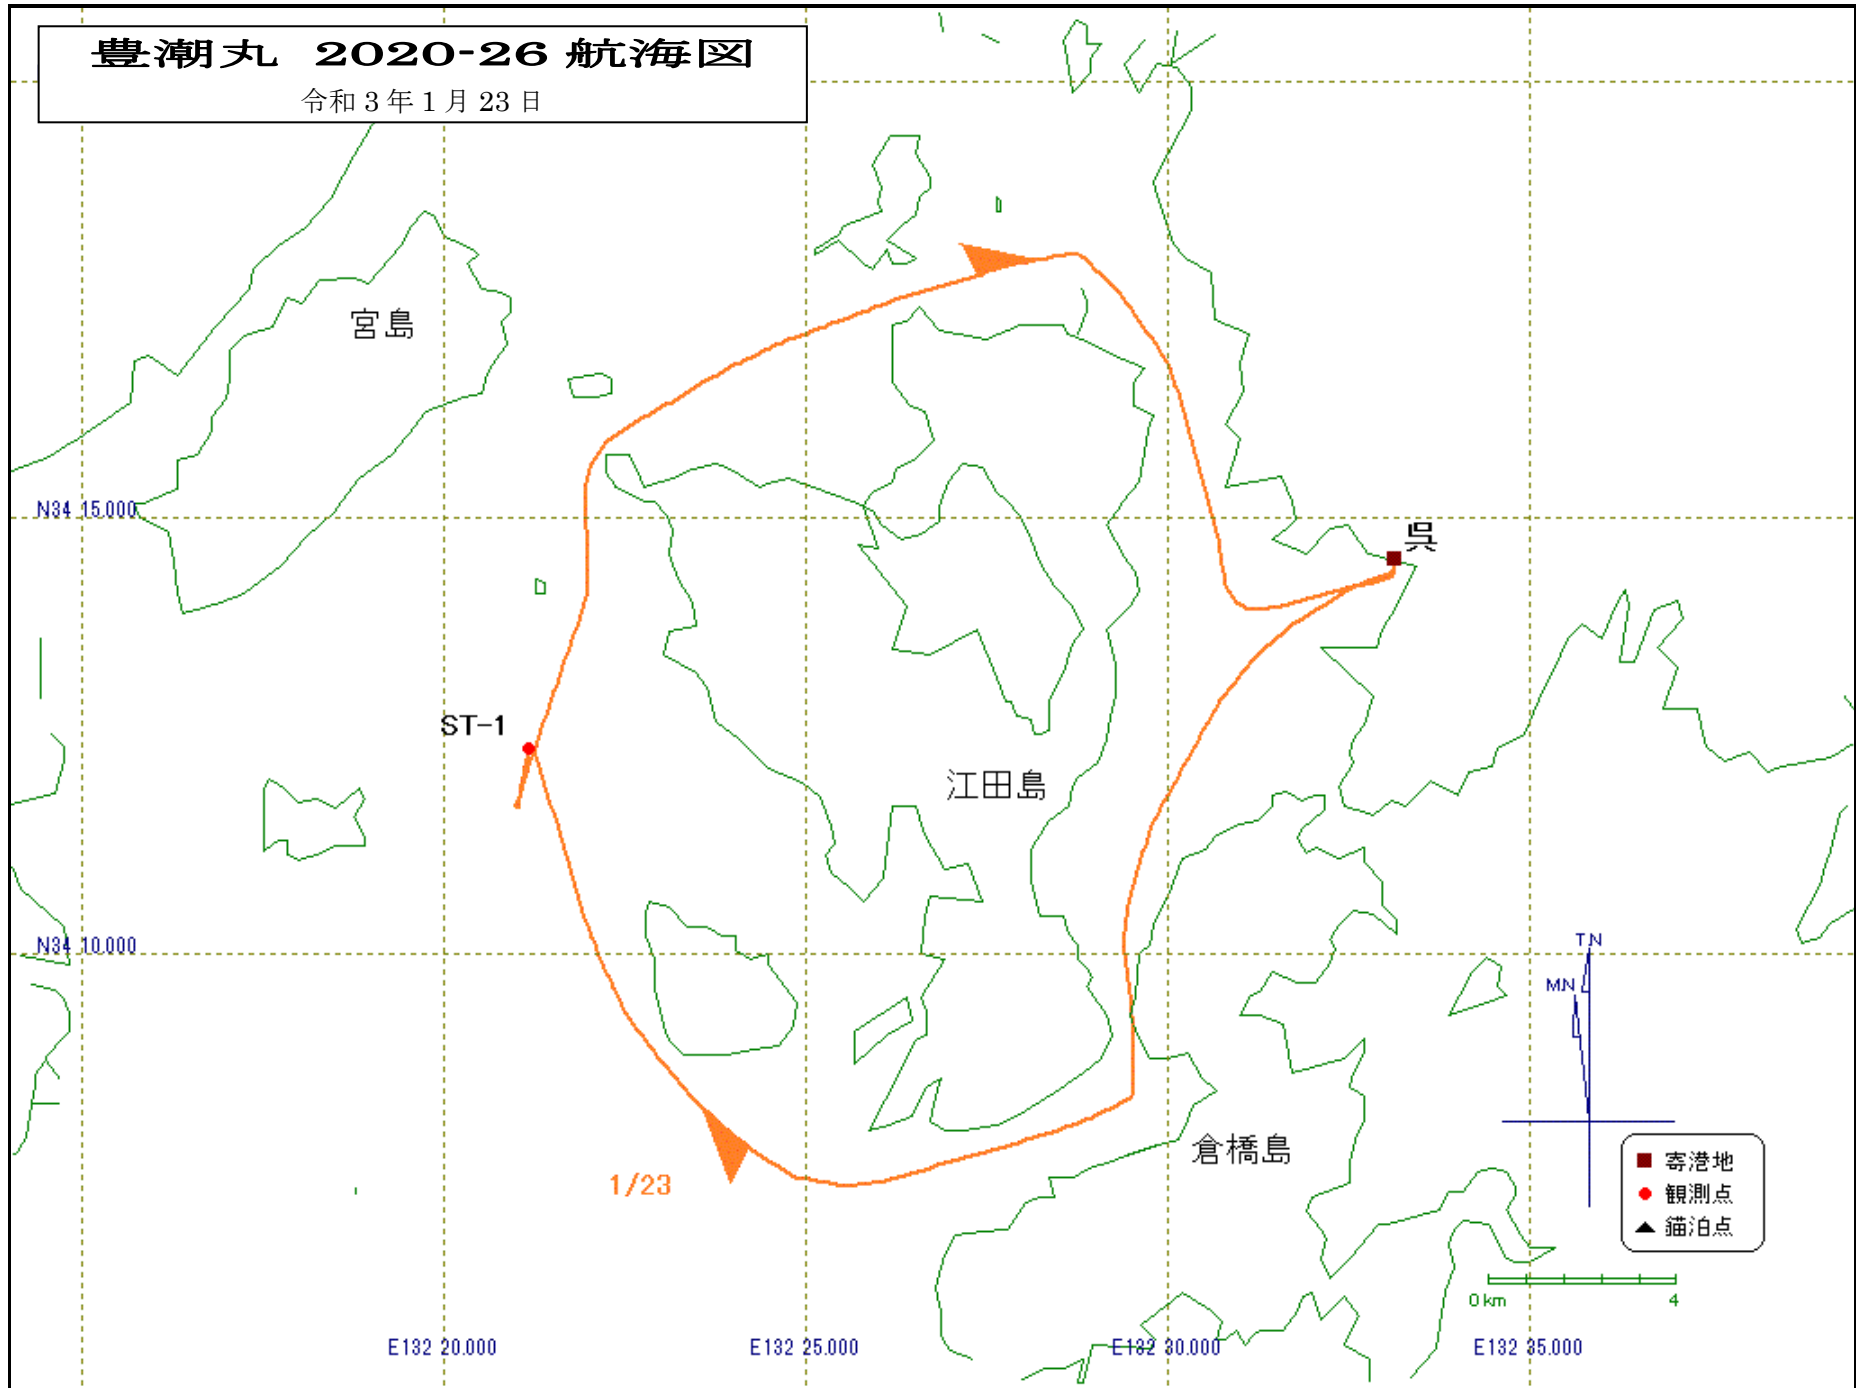 豊潮丸 2020-26 航海図
令和 3 年 1 月 23 日
宮島
N34 15.000
呉
ST-1
江田島
N34 10.000
TN
MN
倉橋島
1/23
寄港地
観測点
錨泊点
0 km 4
E132 20.000
E132 25.000
E132 30.000
E132 35.000